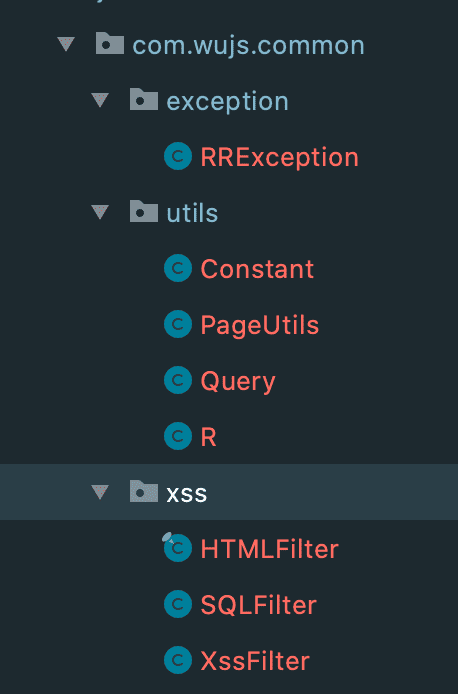 com.wujs.common
exception
RRException
utils
Constant
PageUtils
Query
R
xss
HTMLFilter
SQLFilter
XssFilter